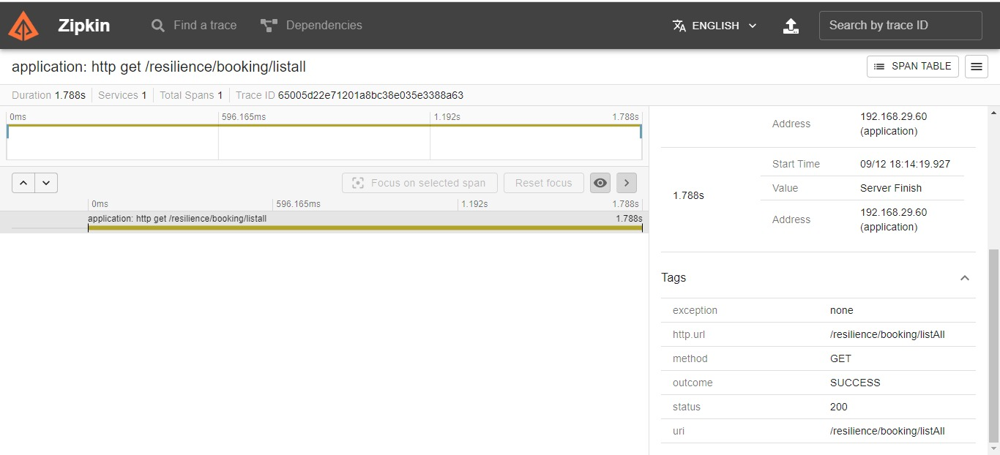 Zipkin
Find a trace
Dependencies
ENGLISH
Search by trace ID
application: http get /resilience/booking/listall
SPAN TABLE
Duration 1.788s
Services 1
Total Spans 1
Trace ID 65005d22e71201a8bc38e035e3388a63
0ms 596.165ms 1.192s 1.788s
Focus on selected span
Reset focus
0ms 596.165ms 1.192s 1.788s
application: http get /resilience/booking/listall 1.788s
Address 192.168.29.60
(application)
1.788s
Start Time 09/12 18:14:19.927
Value Server Finish
Address 192.168.29.60
(application)
Tags
exception none
http.url /resilience/booking/listAll
method GET
outcome SUCCESS
status 200
uri /resilience/booking/listAll